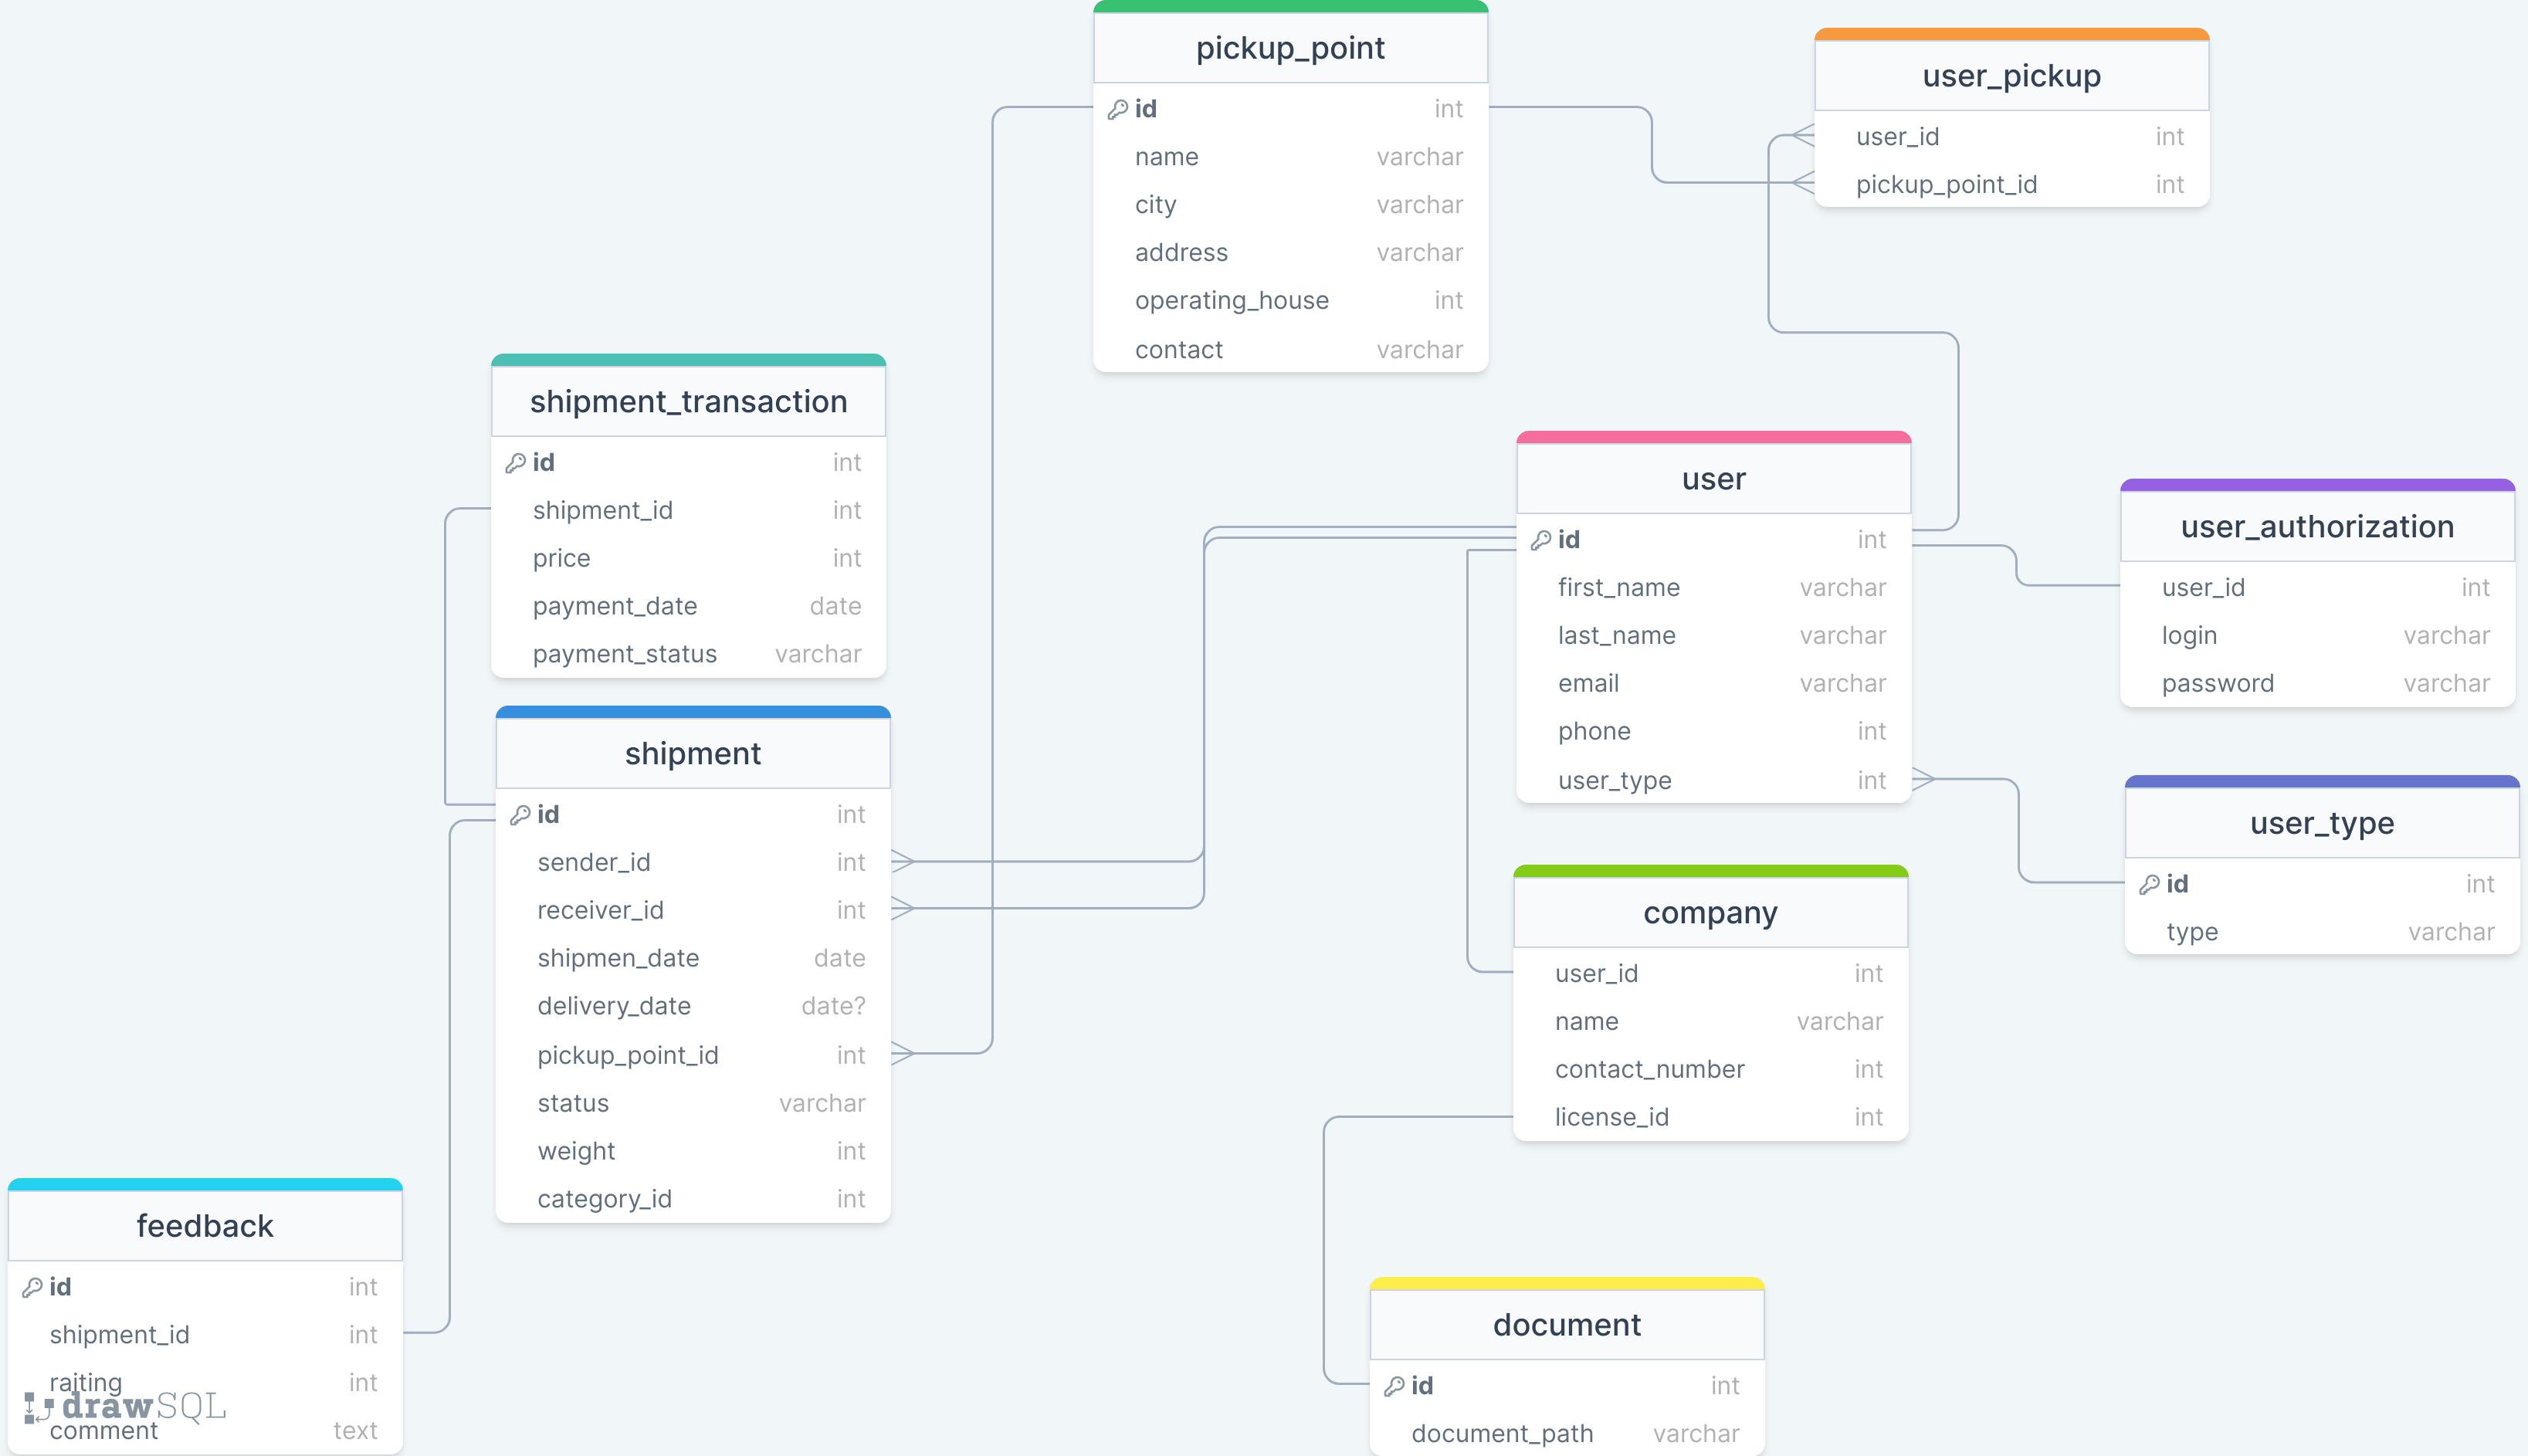 pickup_point
id int
name varchar
city varchar
address varchar
operating_house int
contact varchar
user_pickup
user_id int
pickup_point_id int
shipment_transaction
id int
shipment_id int
price int
payment_date date
payment_status varchar
user
id int
first_name varchar
last_name varchar
email varchar
phone int
user_type int
user_authorization
user_id int
login varchar
password varchar
shipment
id int
sender_id int
receiver_id int
shipmen_date date
delivery_date date?
pickup_point_id int
status varchar
weight int
category_id int
user_type
id int
type varchar
company
user_id int
name varchar
contact_number int
license_id int
feedback
id int
shipment_id int
raiting int
drawSQL
comment text
document
id int
document_path varchar